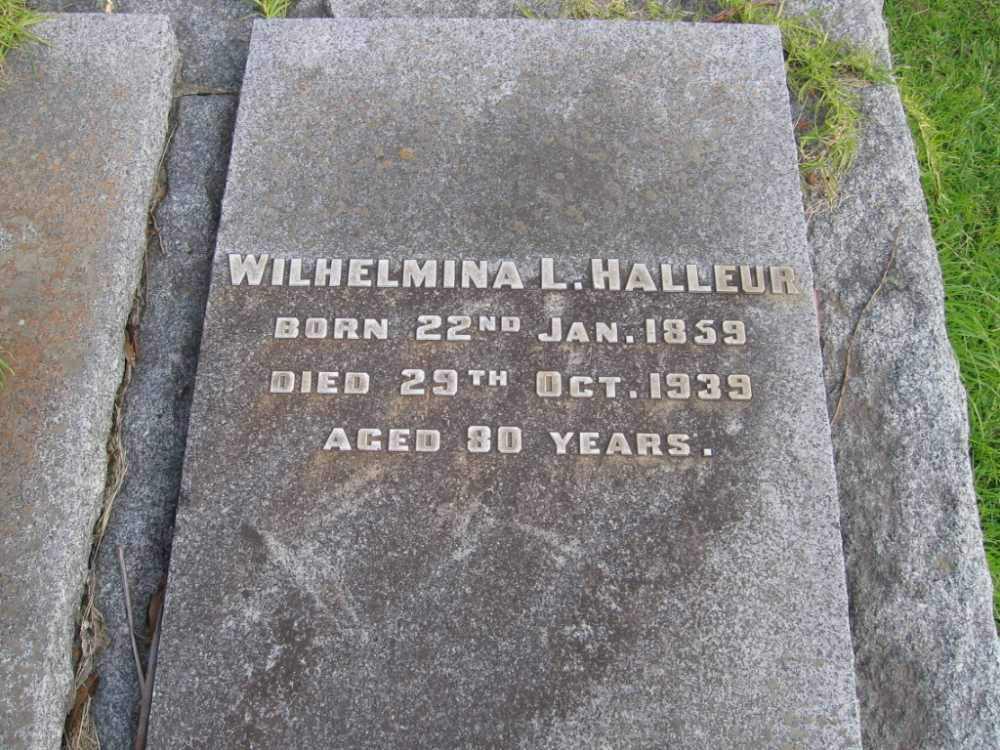 WILHELMINA L. HALLEUR
BORN 22ND JAN. 1859
DIED 29TH OCT. 1939
AGED 80 YEARS.